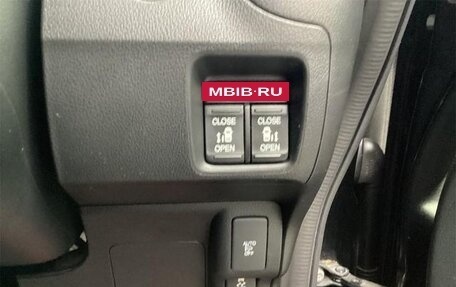 MBIB·RU
CLOSE CLOSE
OPEN OPEN
AUTO
OFF